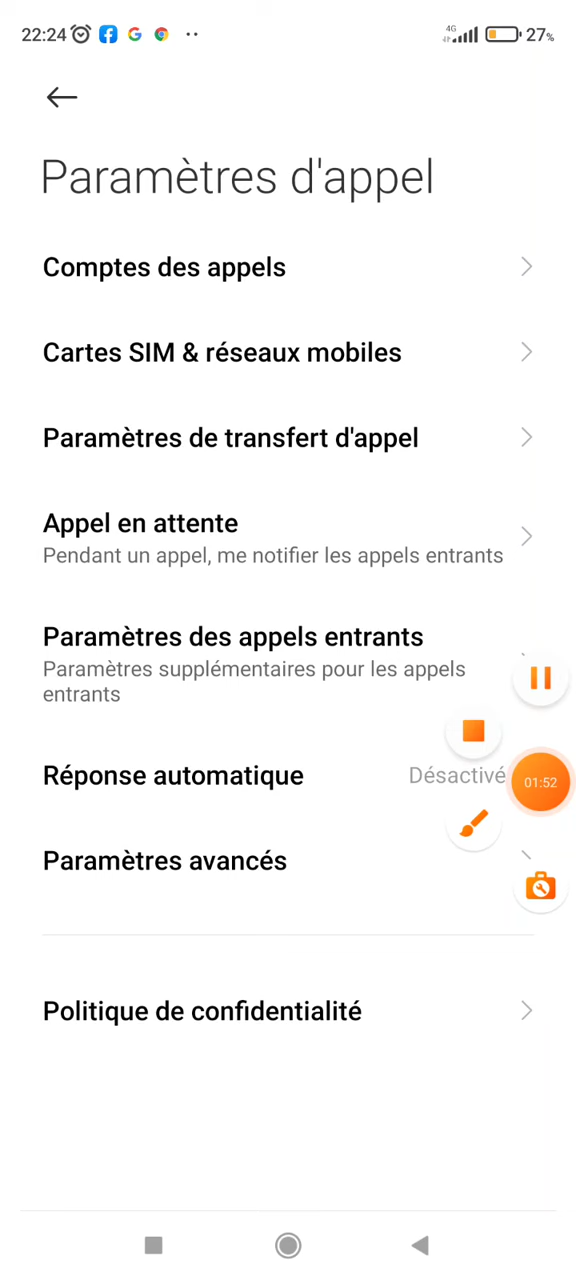 22:24
4G
27%
Paramètres d'appel
Comptes des appels
Cartes SIM & réseaux mobiles
Paramètres de transfert d'appel
Appel en attente
Pendant un appel, me notifier les appels entrants
Paramètres des appels entrants
Paramètres supplémentaires pour les appels
entrants
Réponse automatique
Désactivé
01:52
Paramètres avancés
Politique de confidentialité